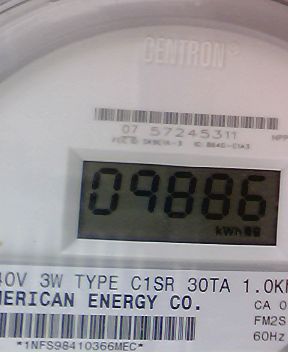 CENTRON®
07 57245311
09886
kWh
40V 3W TYPE C1SR 30TA 1.0K
MERICAN ENERGY CO.
CA 0
FM2S
60Hz
*1NFS98410366MEC*